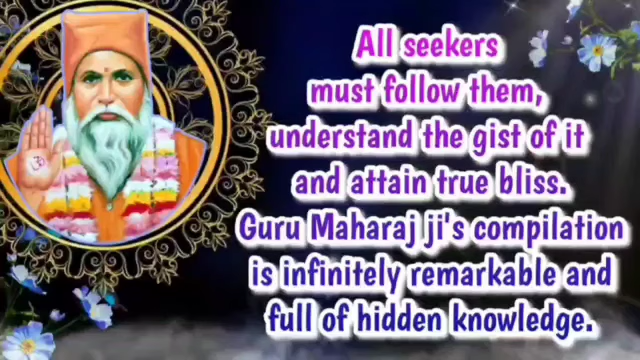 All seekers
must follow them,
understand the gist of it
and attain true bliss.
Guru Maharaj ji's compilation
is infinitely remarkable and
full of hidden knowledge.
ॐ